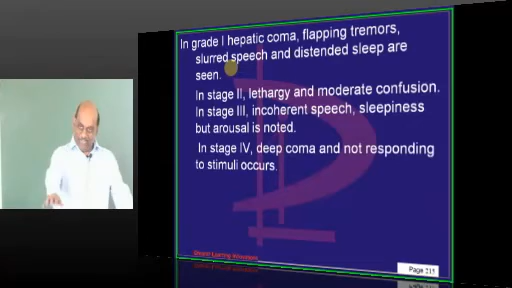 In grade I hepatic coma, flapping tremors,
slurred speech and distended sleep are
seen.
In stage II, lethargy and moderate confusion.
In stage III, incoherent speech, sleepiness
but arousal is noted.
In stage IV, deep coma and not responding
to stimuli occurs.
Page 215